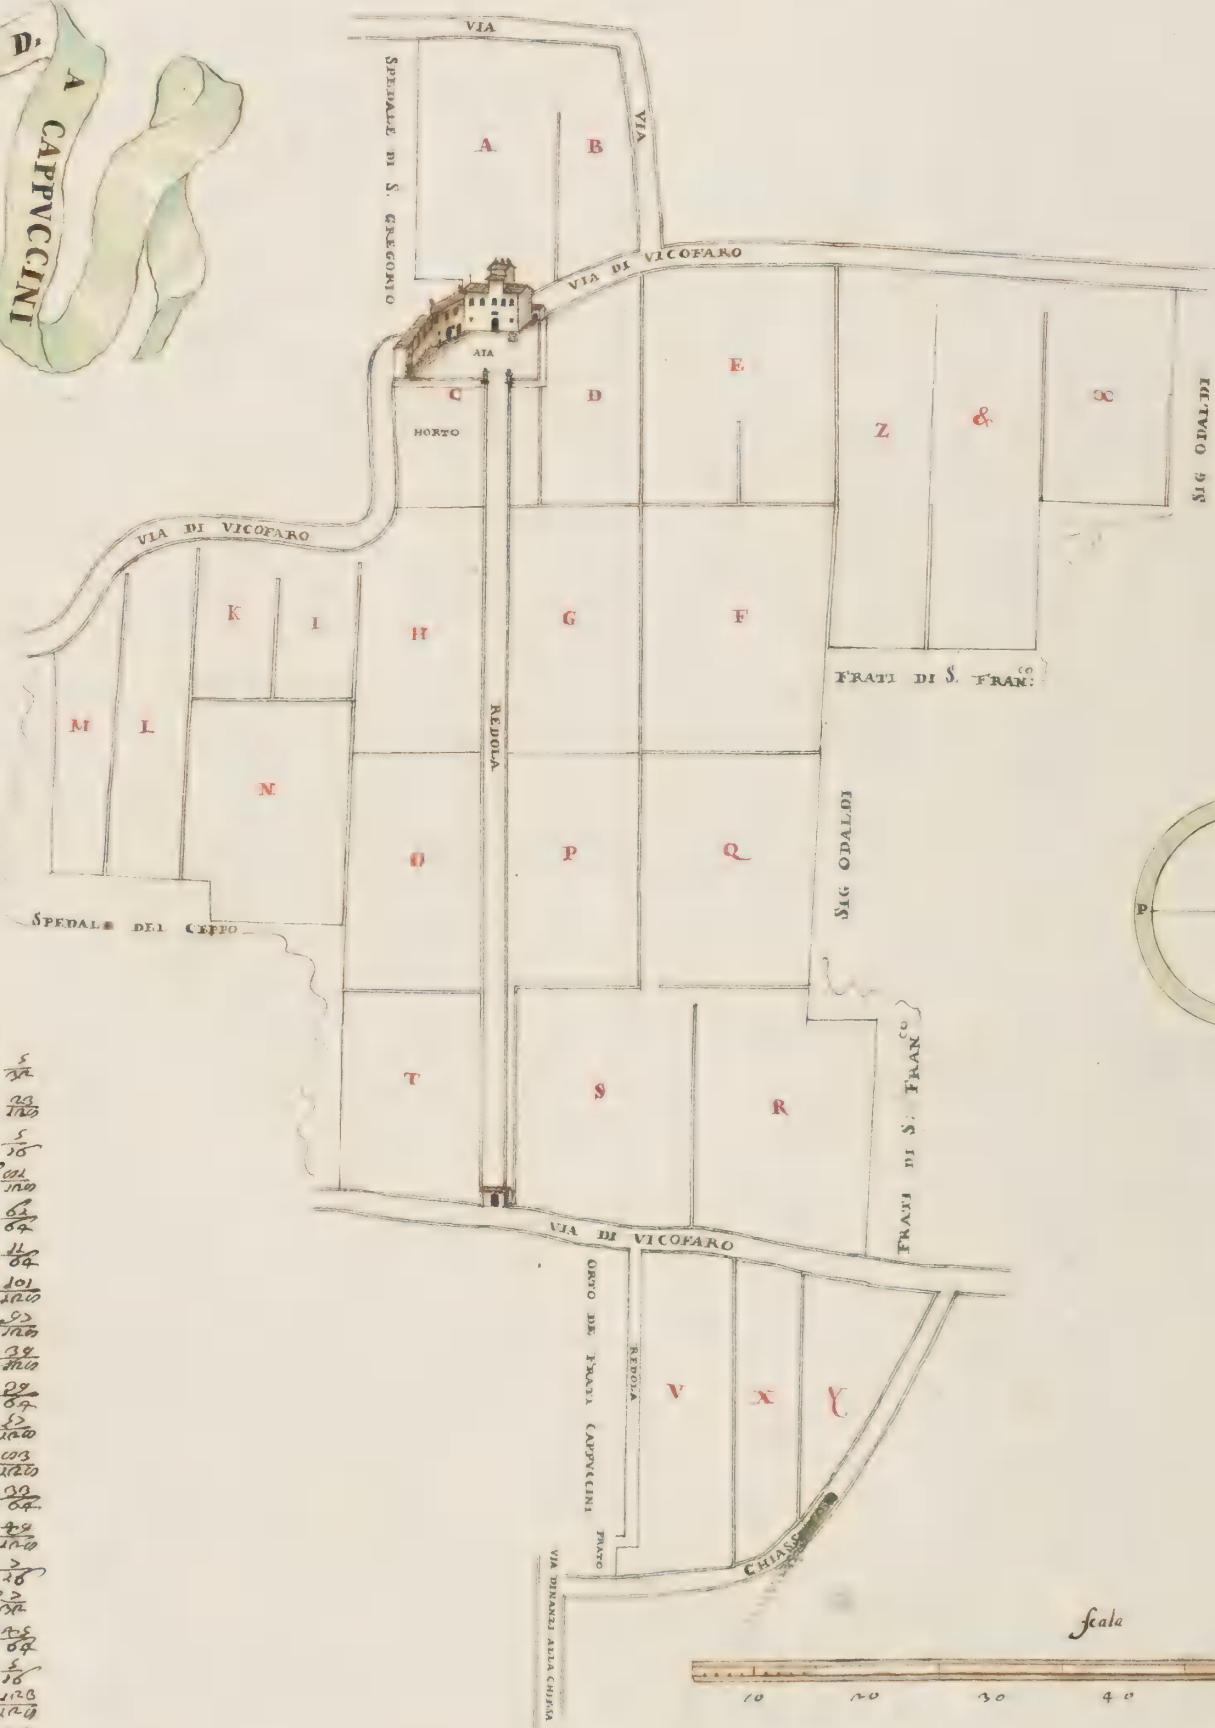 D.
A CAPPVCCINI
VIA
VIA
SPEDALE DI S. GREGORIO
A
B
VIA DI VICOFARO
AIA
C
HORTO
D
E
Z
&
SIG ODALDI
VIA DI VICOFARO
K
I
H
G
F
FRATI DI S. FRAN:co
M
L
N
REDOLA
O
P
Q
SIG ODALDI
P
SPEDALE DEL CEPPO
T
S
R
FRATI DI S. FRANco
VIA DI VICOFARO
ORTO DE FRATI CAPPVCCINI
REDOLA
V
X
Y
PRATO
CHIASC
VIA DINANZI ALLA CHIESA
scala
10 20 30 40